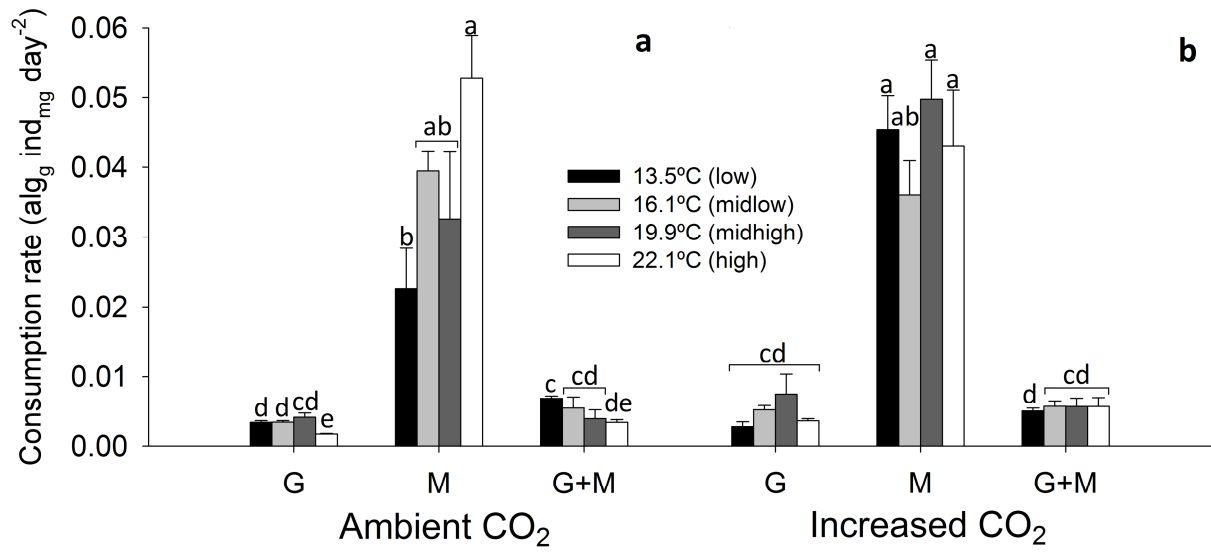 Consumption rate (alg_g ind_mg day^-2)
0.06
0.05
0.04
0.03
0.02
0.01
0.00
a
b
13.5ºC (low)
16.1ºC (midlow)
19.9ºC (midhigh)
22.1ºC (high)
d d cd e
b ab a
c cd de
cd
a ab a a
d cd
G M G+M G M G+M
Ambient CO₂ Increased CO₂